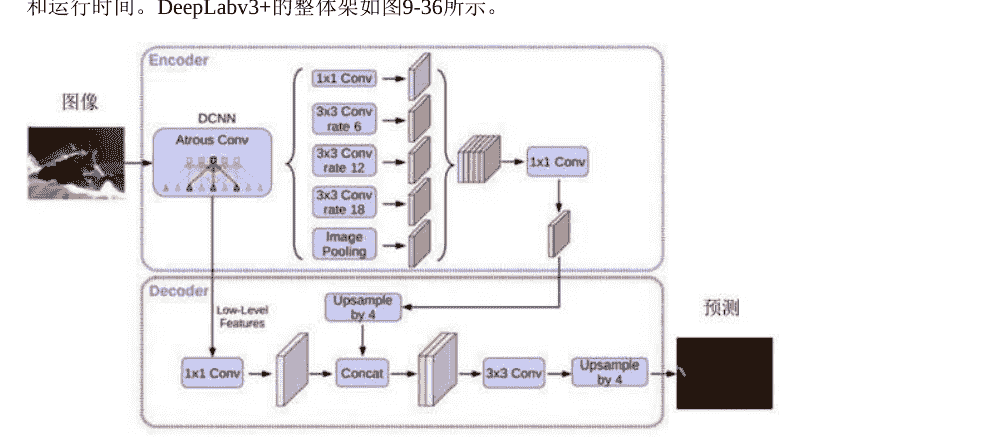 和运行时间。DeepLabv3+的整体架如图9-36所示。
Encoder
图像
DCNN
Atrous Conv
1x1 Conv
3x3 Conv
rate 6
3x3 Conv
rate 12
3x3 Conv
rate 18
Image
Pooling
1x1 Conv
Decoder
Low-Level
Features
Upsample
by 4
1x1 Conv
Concat
3x3 Conv
Upsample
by 4
预测